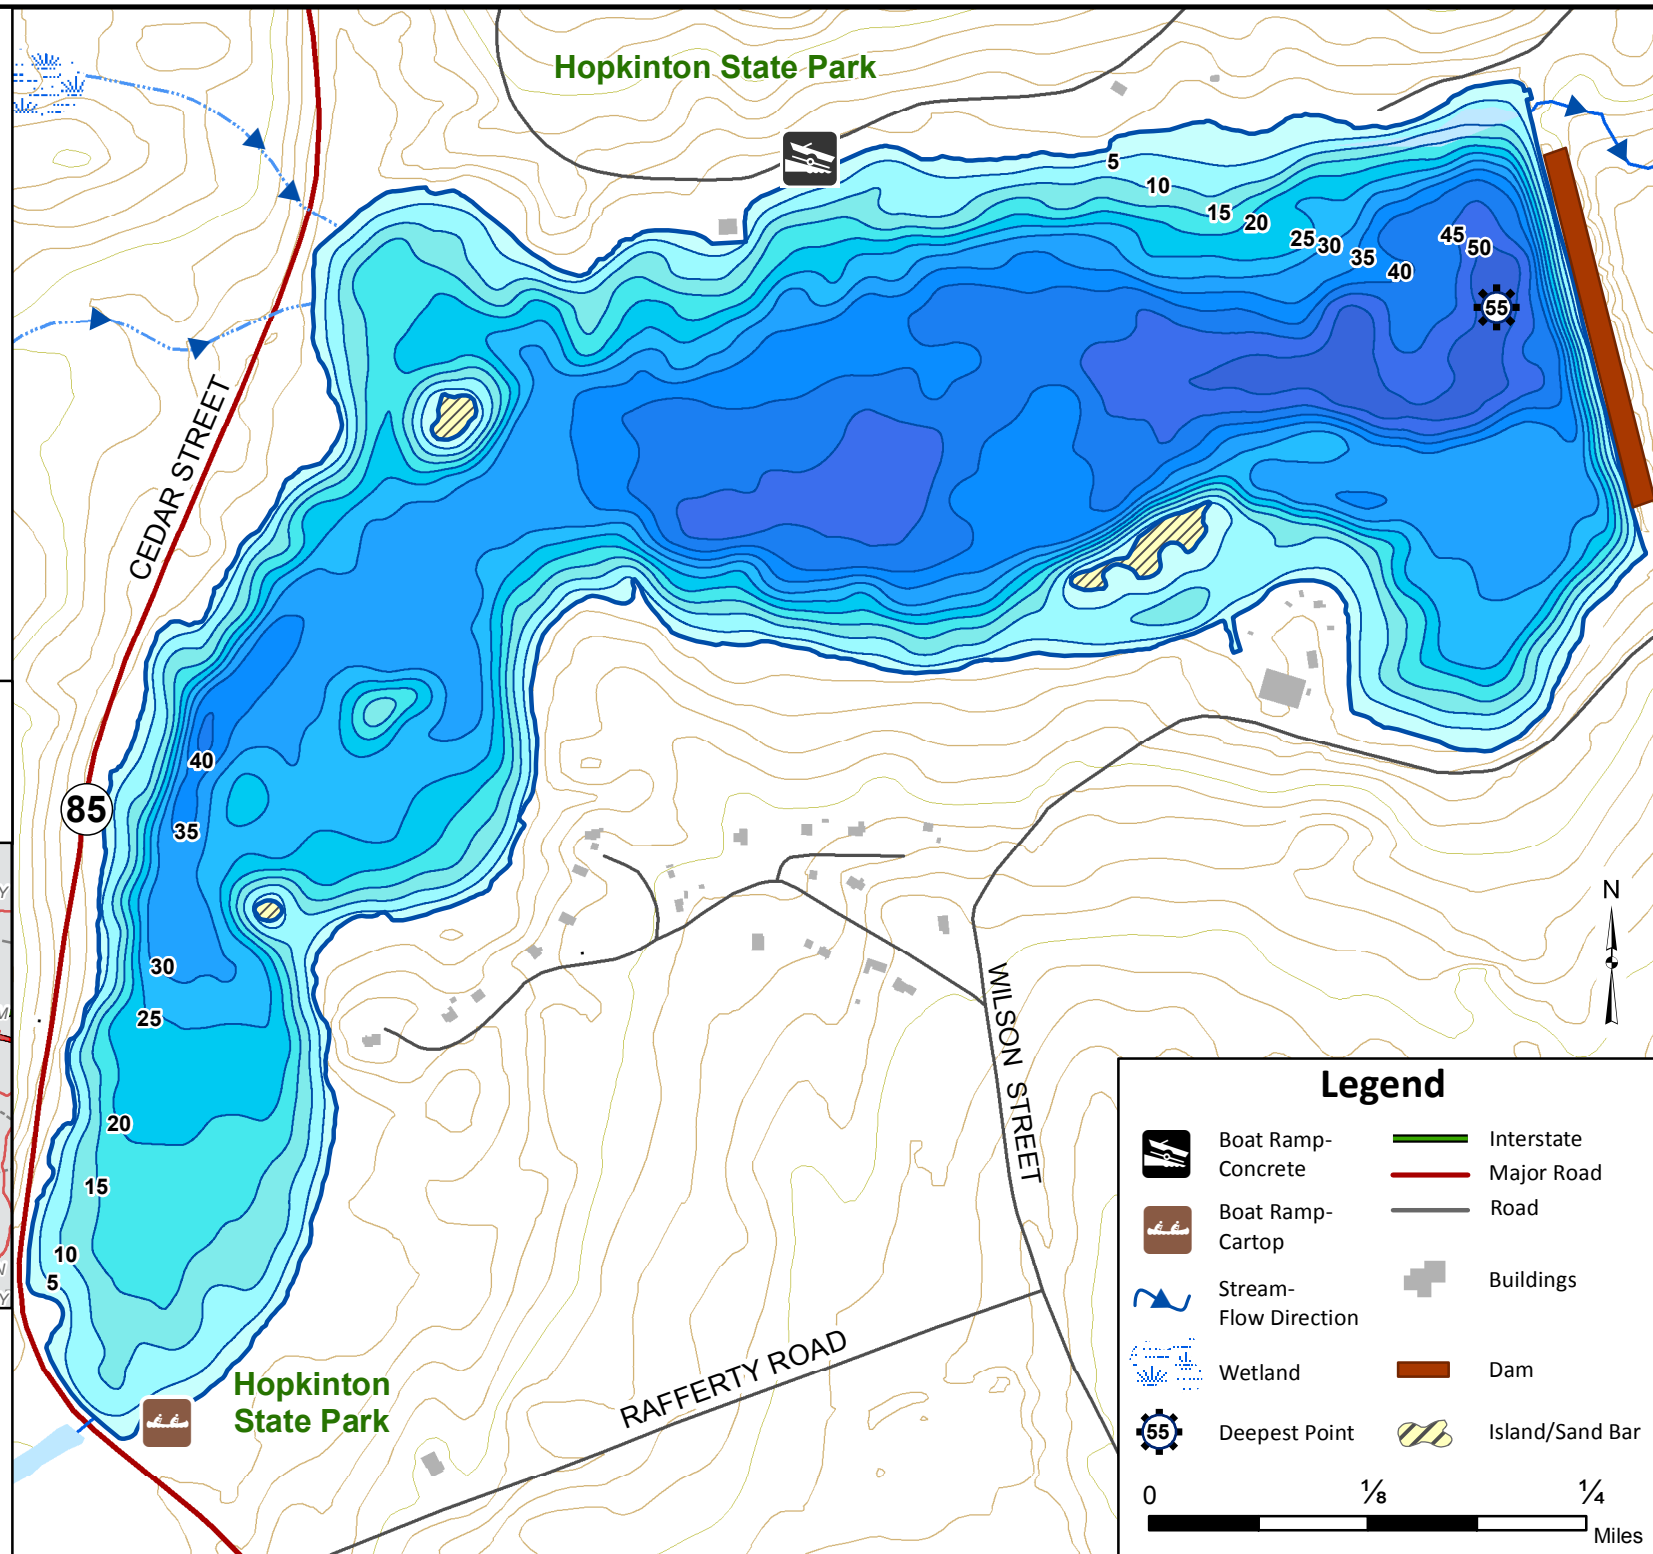 Hopkinton State Park
5
10
15
20
25
30
35
40
45
50
55
CEDAR STREET
85
40
35
30
25
20
15
10
5
WILSON STREET
RAFFERTY ROAD
Hopkinton
State Park
N
Legend
Boat Ramp-
Concrete
Boat Ramp-
Cartop
Stream-
Flow Direction
Wetland
55
Deepest Point
Interstate
Major Road
Road
Buildings
Dam
Island/Sand Bar
0
⅛
¼
Miles